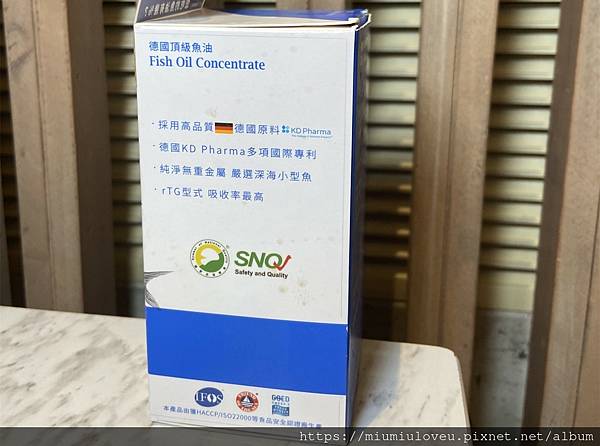 德國頂級魚油
Fish Oil Concentrate
·採用高品質德國原料 KD Pharma
·德國KD Pharma多項國際專利
·純淨無重金屬 嚴選深海小型魚
·rTG型式 吸收率最高
SNQ
Safety and Quality
IFOS
GOED
本產品由獲HACCP/ISO22000等食品安全認證廠生產
https://miumiuloveu.pixnet.net/album